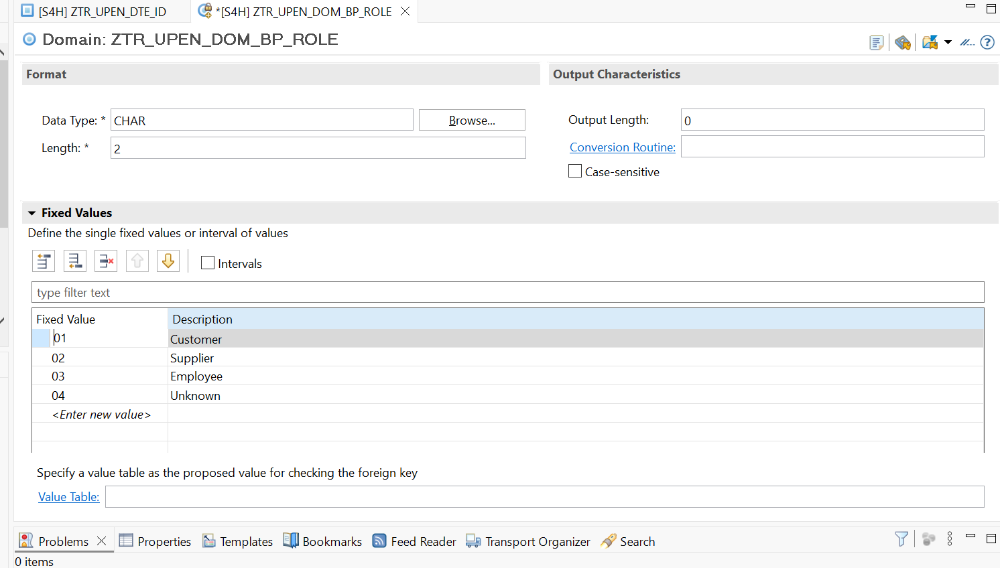 [S4H] ZTR_UPEN_DTE_ID
*[S4H] ZTR_UPEN_DOM_BP_ROLE
Domain: ZTR_UPEN_DOM_BP_ROLE
Format
Output Characteristics
Data Type: * CHAR
Browse...
Length: * 2
Output Length: 0
Conversion Routine:
Case-sensitive
Fixed Values
Define the single fixed values or interval of values
Intervals
type filter text
Fixed Value Description
01 Customer
02 Supplier
03 Employee
04 Unknown
<Enter new value>
Specify a value table as the proposed value for checking the foreign key
Value Table:
Problems
Properties
Templates
Bookmarks
Feed Reader
Transport Organizer
Search
0 items